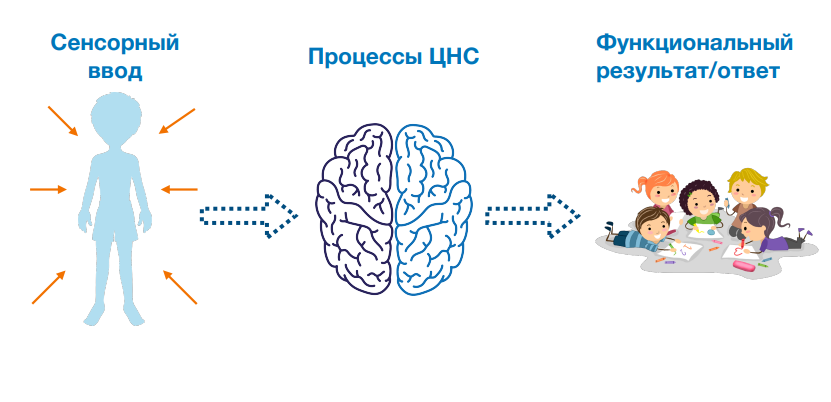 Сенсорный
ввод
Процессы ЦНС
Функциональный
результат/ответ